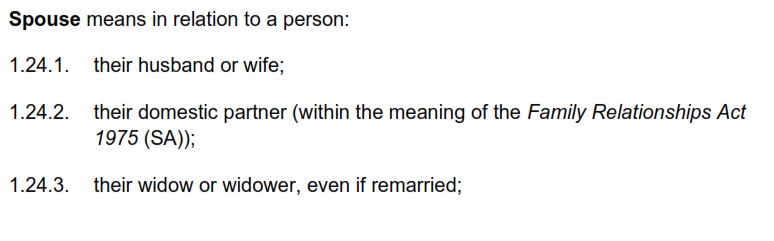 Spouse means in relation to a person:
1.24.1. their husband or wife;
1.24.2. their domestic partner (within the meaning of the Family Relationships Act
1975 (SA));
1.24.3. their widow or widower, even if remarried;